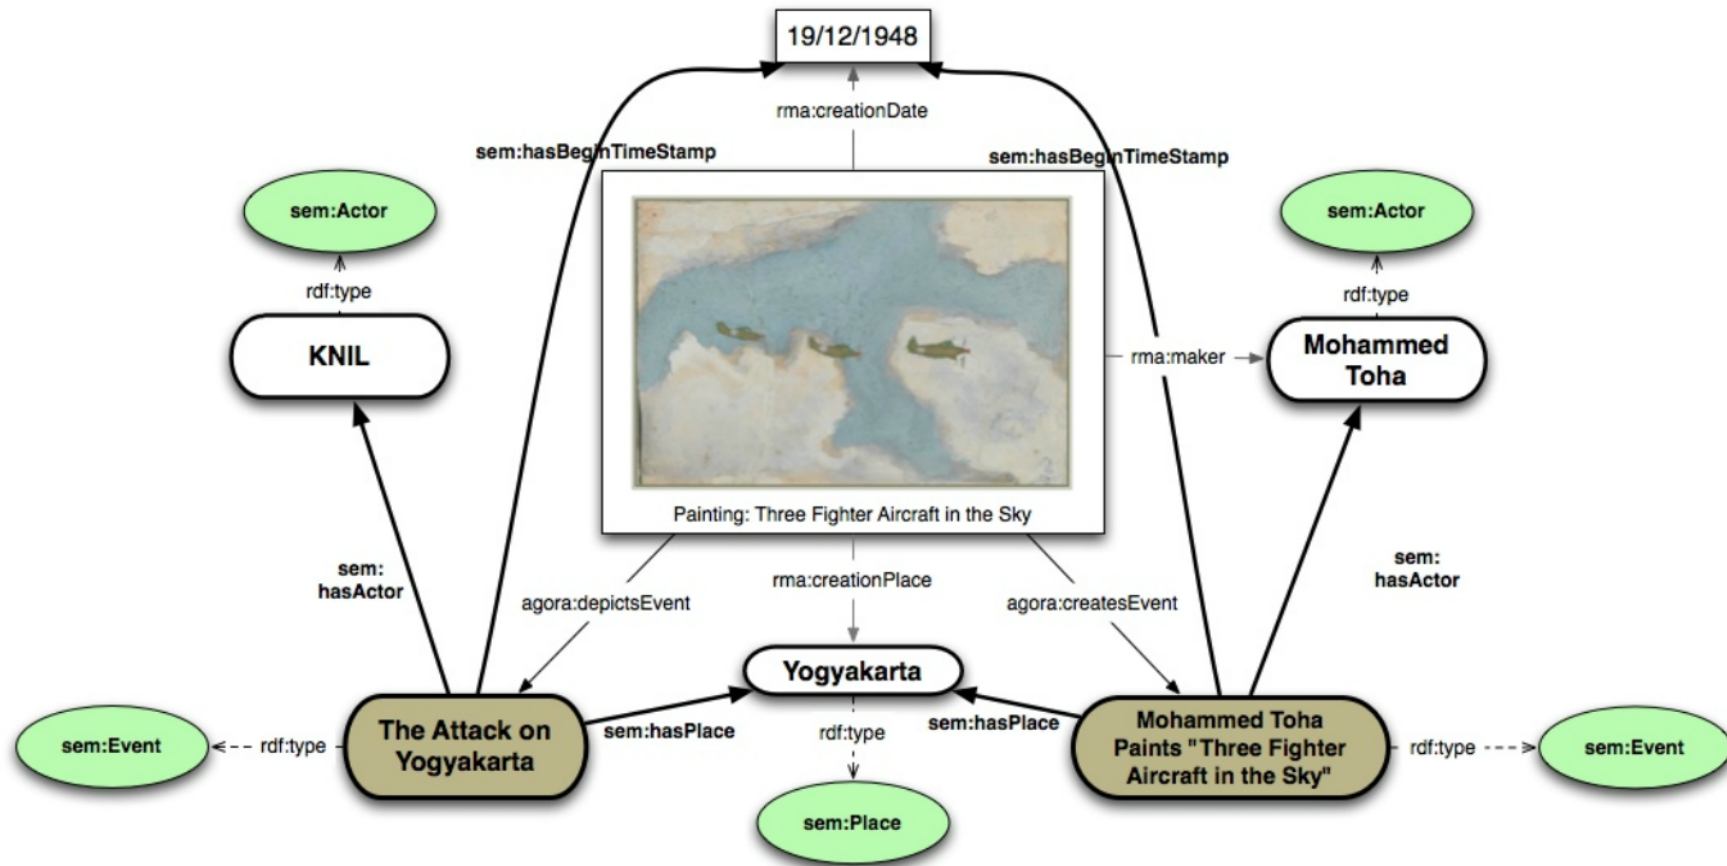 19/12/1948
rma:creationDate
sem:hasBeginTimeStamp
sem:hasBeginTimeStamp
sem:Actor
sem:Actor
rdf:type
rdf:type
KNIL
Mohammed
Toha
rma:maker
Painting: Three Fighter Aircraft in the Sky
sem:
hasActor
agora:depictsEvent
rma:creationPlace
agora:createsEvent
sem:
hasActor
Yogyakarta
The Attack on
Yogyakarta
sem:hasPlace
rdf:type
sem:hasPlace
Mohammed Toha
Paints "Three Fighter
Aircraft in the Sky"
sem:Event
rdf:type
rdf:type
sem:Event
sem:Place